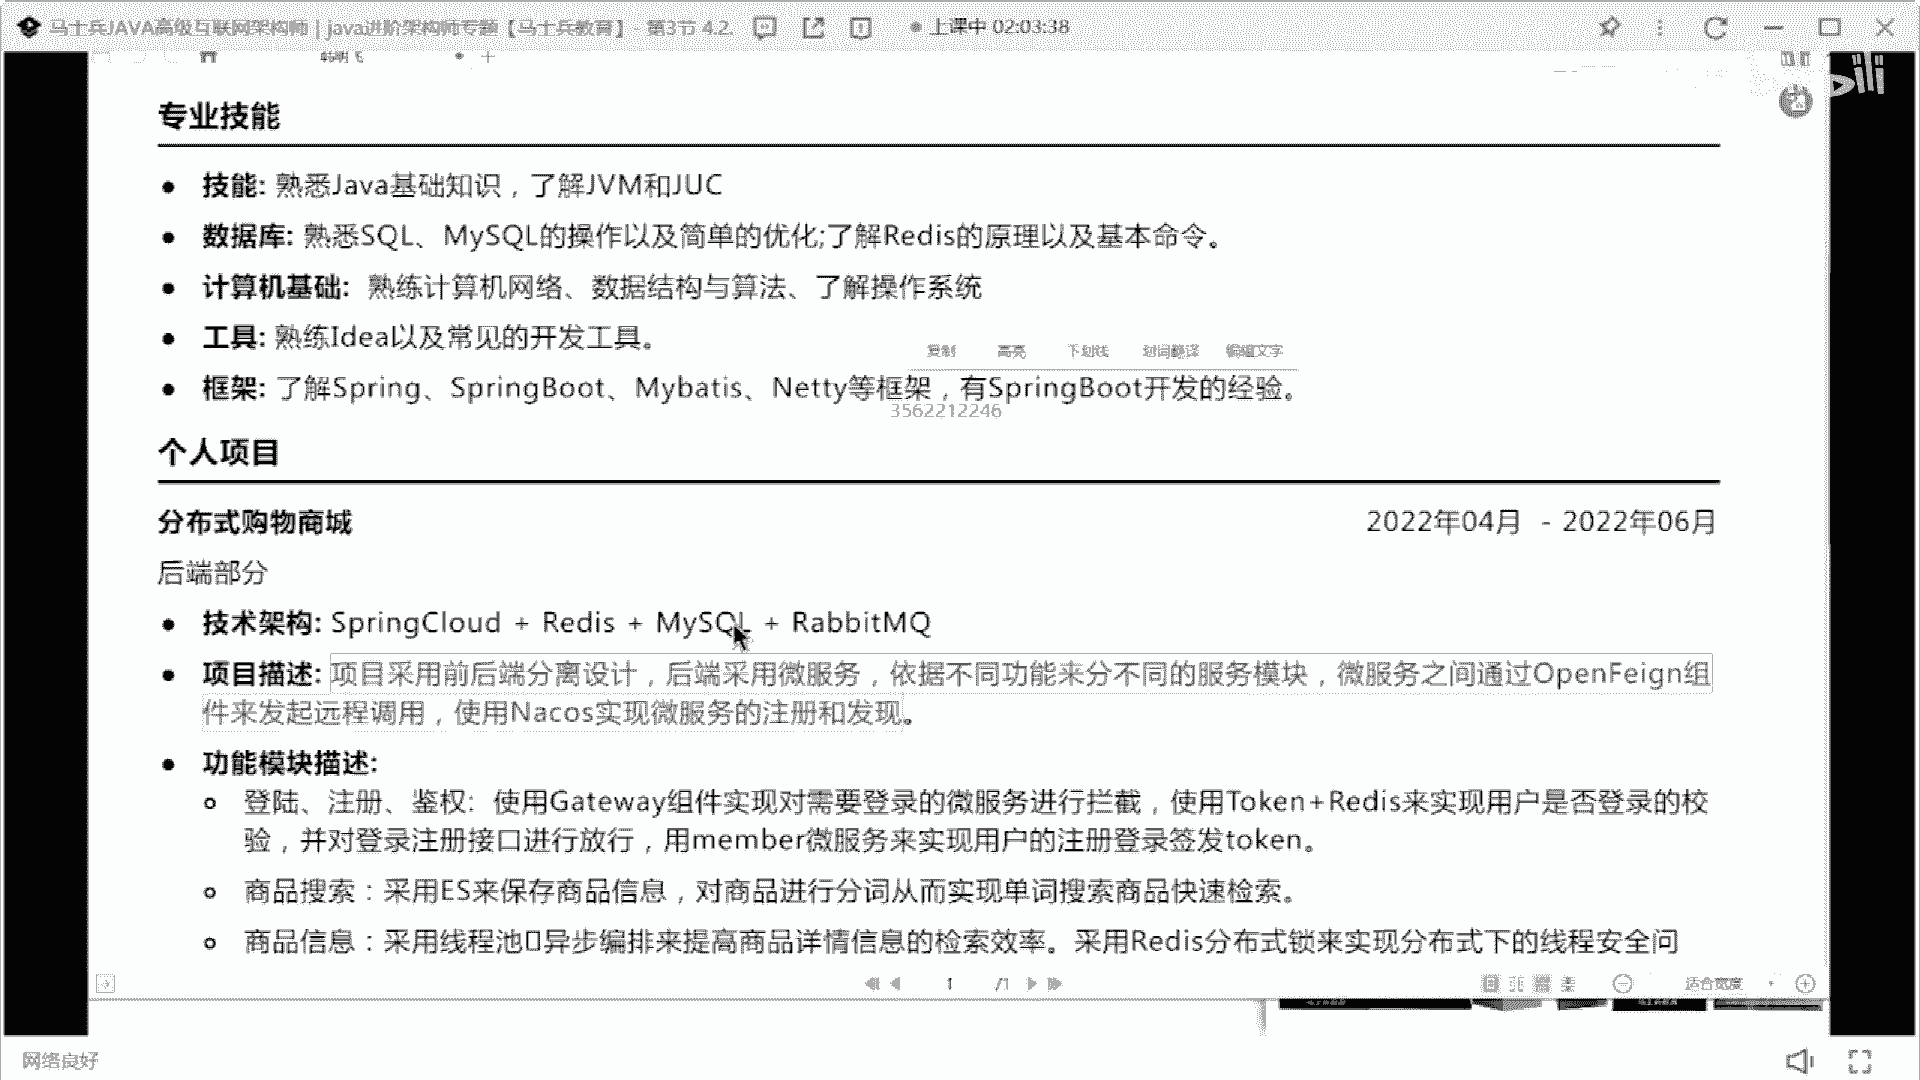 马士兵JAVA高级互联网架构师｜java进阶架构师专题【马士兵教育】- 第3节 4.2.
上课中 02:03:38
专业技能
技能: 熟悉Java基础知识，了解JVM和JUC
数据库: 熟悉SQL、MySQL的操作以及简单的优化;了解Redis的原理以及基本命令。
计算机基础: 熟练计算机网络、数据结构与算法、了解操作系统
工具: 熟练Idea以及常见的开发工具。
复制 高亮 下划线 划词翻译 编辑文字
框架: 了解Spring、SpringBoot、Mybatis、Netty等框架，有SpringBoot开发的经验。
3562212246
个人项目
分布式购物商城 2022年04月 - 2022年06月
后端部分
技术架构: SpringCloud + Redis + MySQL + RabbitMQ
项目描述: 项目采用前后端分离设计，后端采用微服务，依据不同功能来分不同的服务模块，微服务之间通过OpenFeign组
件来发起远程调用，使用Nacos实现微服务的注册和发现。
功能模块描述:
登陆、注册、鉴权: 使用Gateway组件实现对需要登录的微服务进行拦截，使用Token+Redis来实现用户是否登录的校
验，并对登录注册接口进行放行，用member微服务来实现用户的注册登录签发token。
商品搜索：采用ES来保存商品信息，对商品进行分词从而实现单词搜索商品快速检索。
商品信息：采用线程池▯异步编排来提高商品详情信息的检索效率。采用Redis分布式锁来实现分布式下的线程安全问
1 /1 适合宽度
网络良好